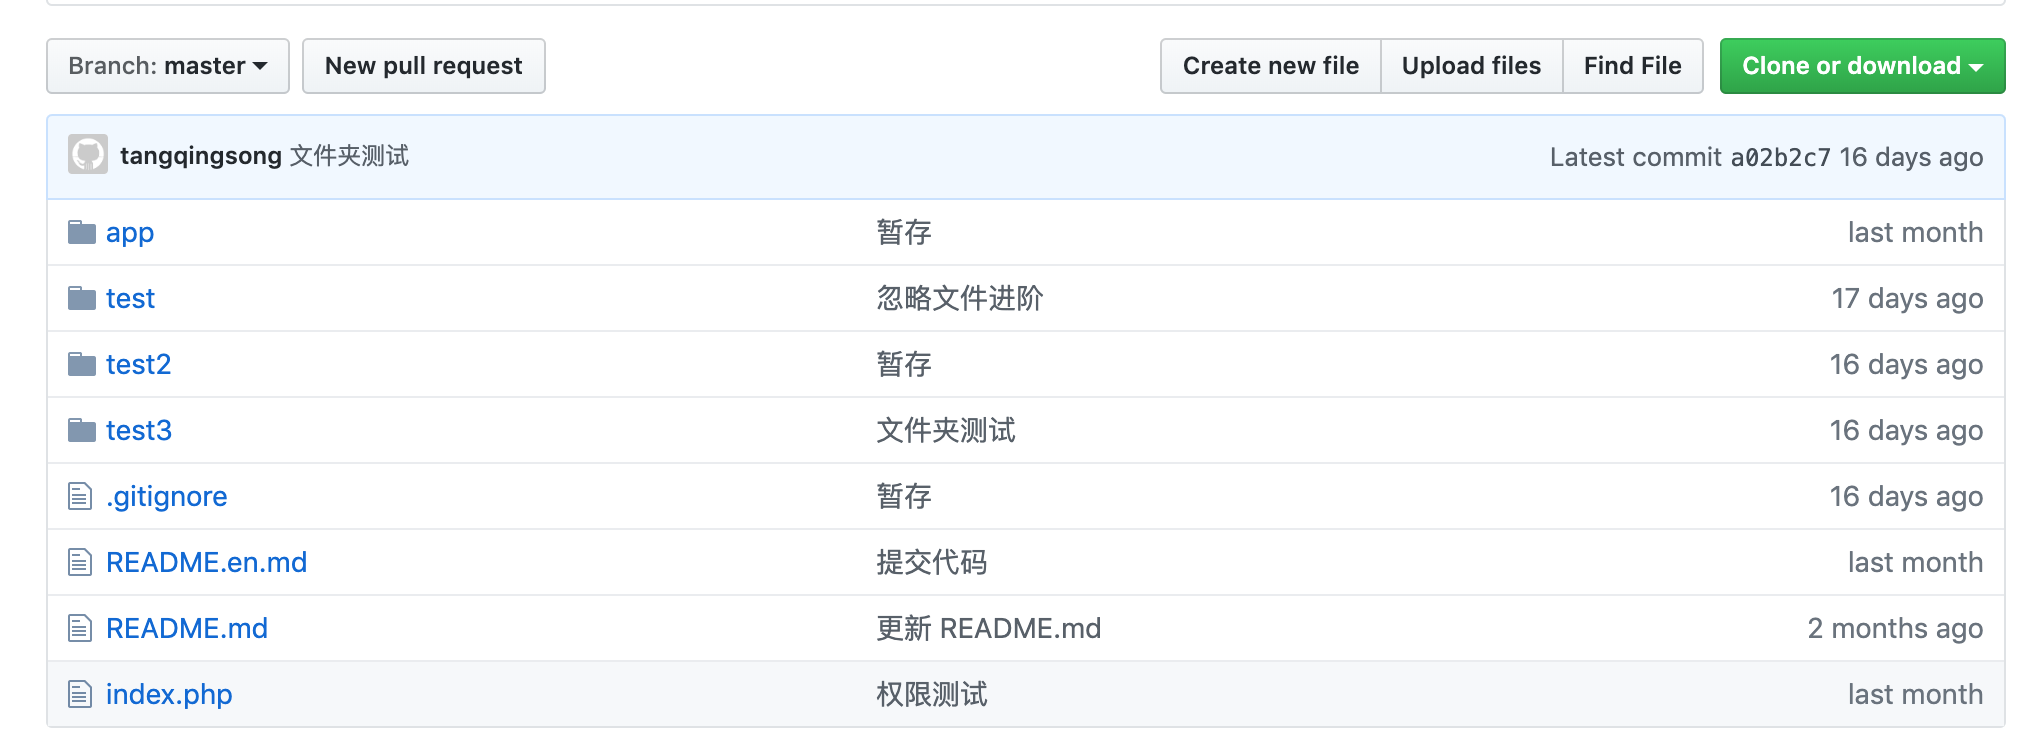 Branch: master New pull request Create new file Upload files Find File Clone or download
tangqingsong 文件夹测试 Latest commit a02b2c7 16 days ago
app 暂存 last month
test 忽略文件进阶 17 days ago
test2 暂存 16 days ago
test3 文件夹测试 16 days ago
.gitignore 暂存 16 days ago
README.en.md 提交代码 last month
README.md 更新 README.md 2 months ago
index.php 权限测试 last month